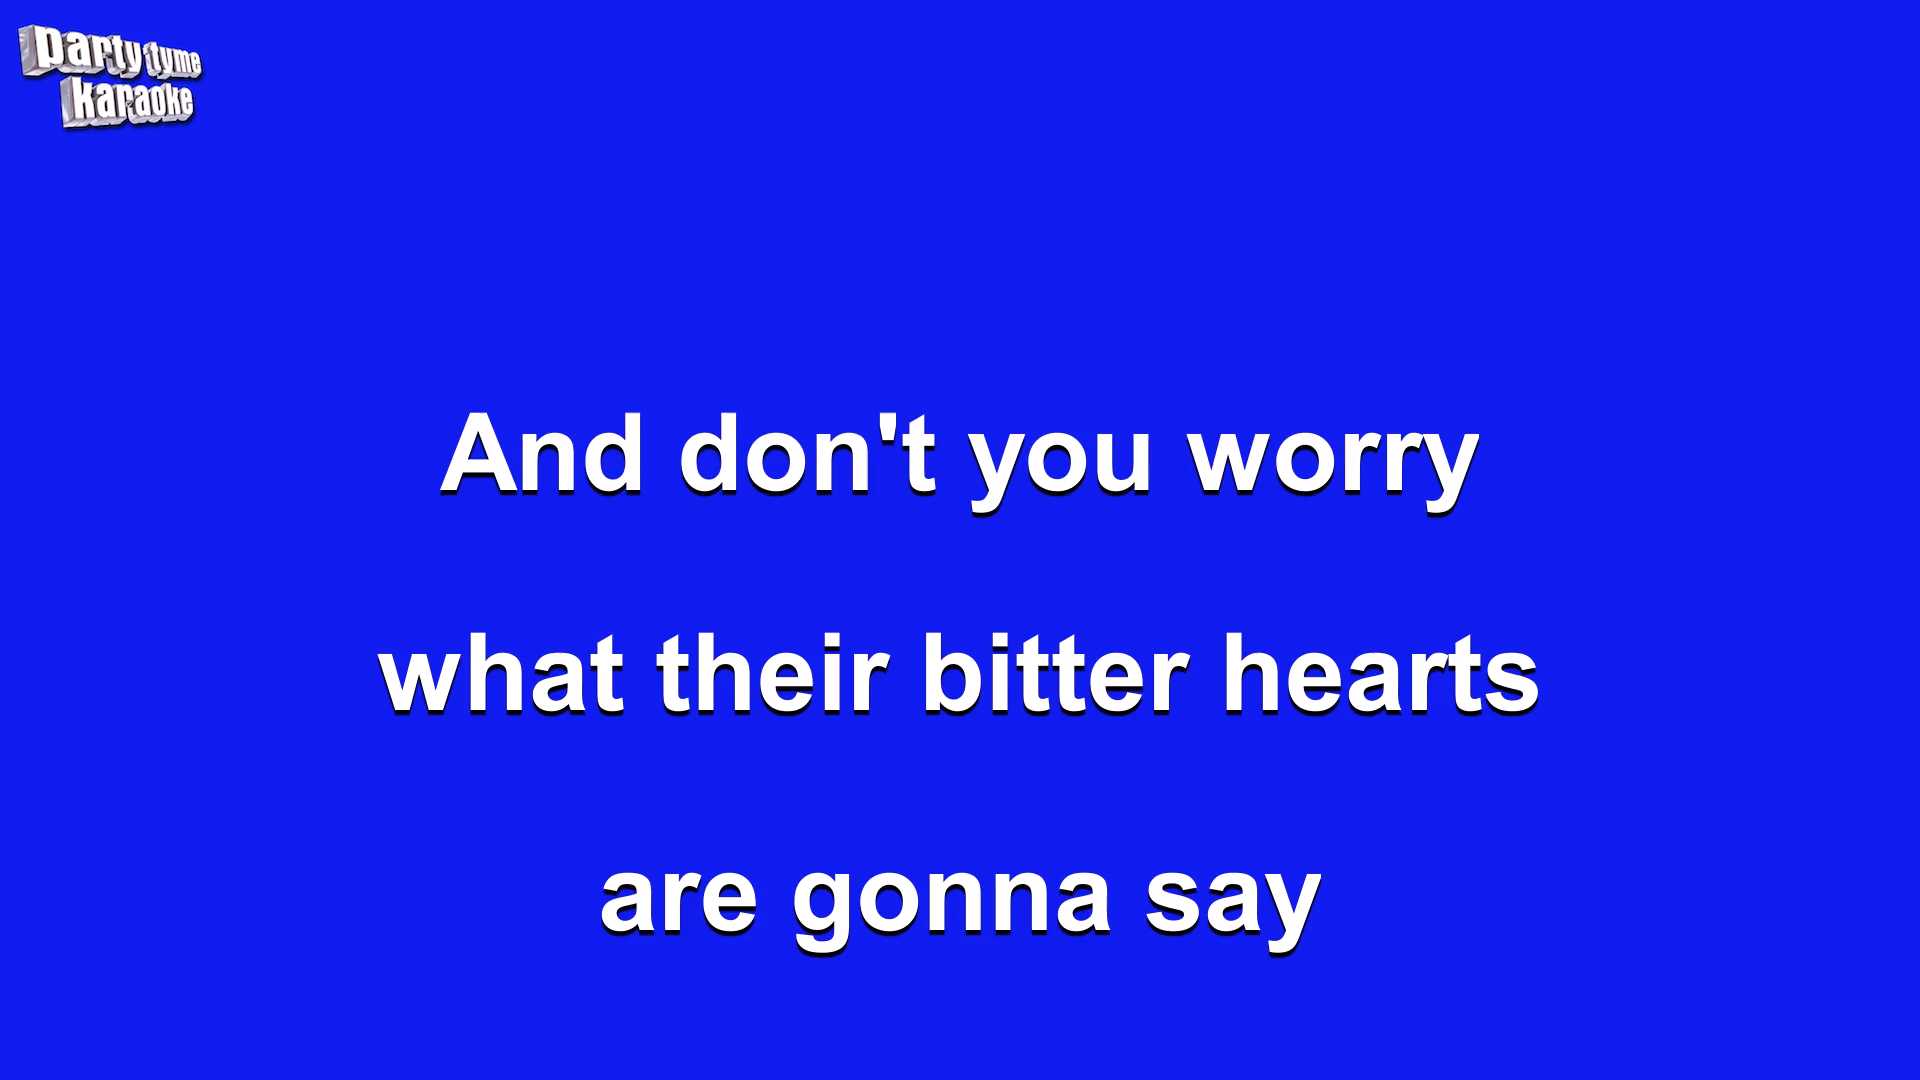 party tyme
karaoke
And don't you worry
what their bitter hearts
are gonna say